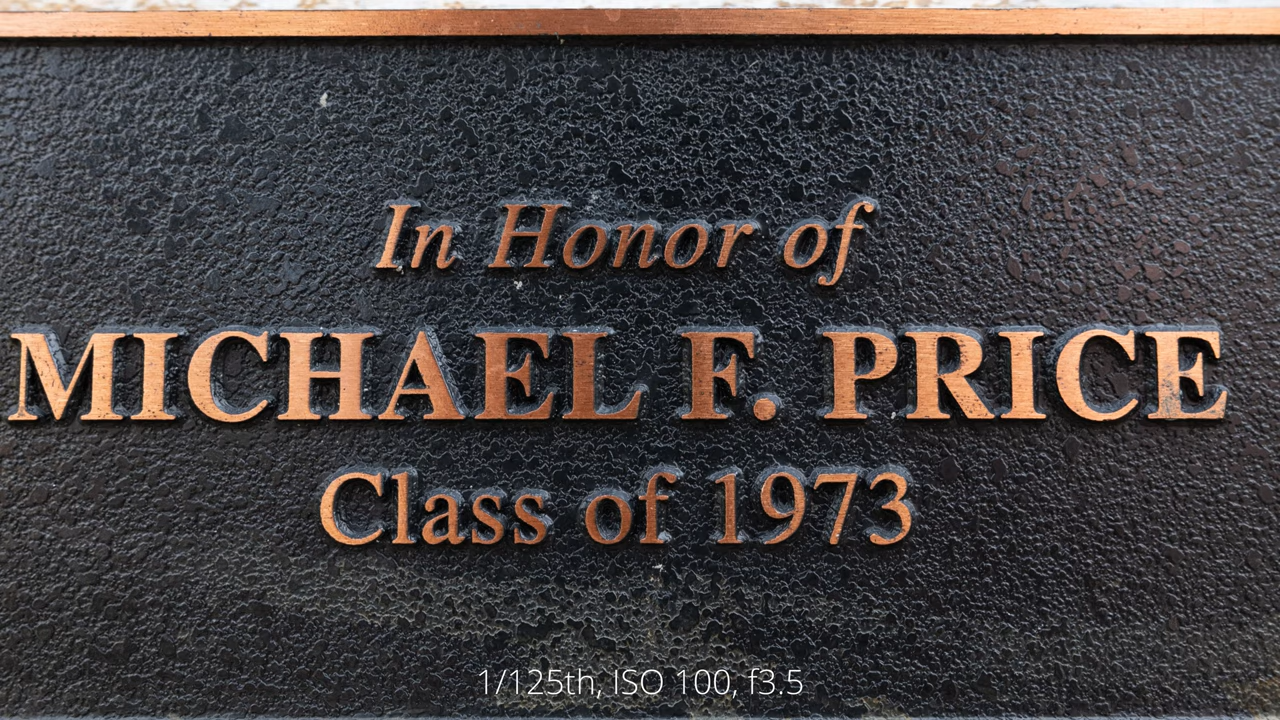 In Honor of
MICHAEL F. PRICE
Class of 1973
1/125th, ISO 100, f3.5